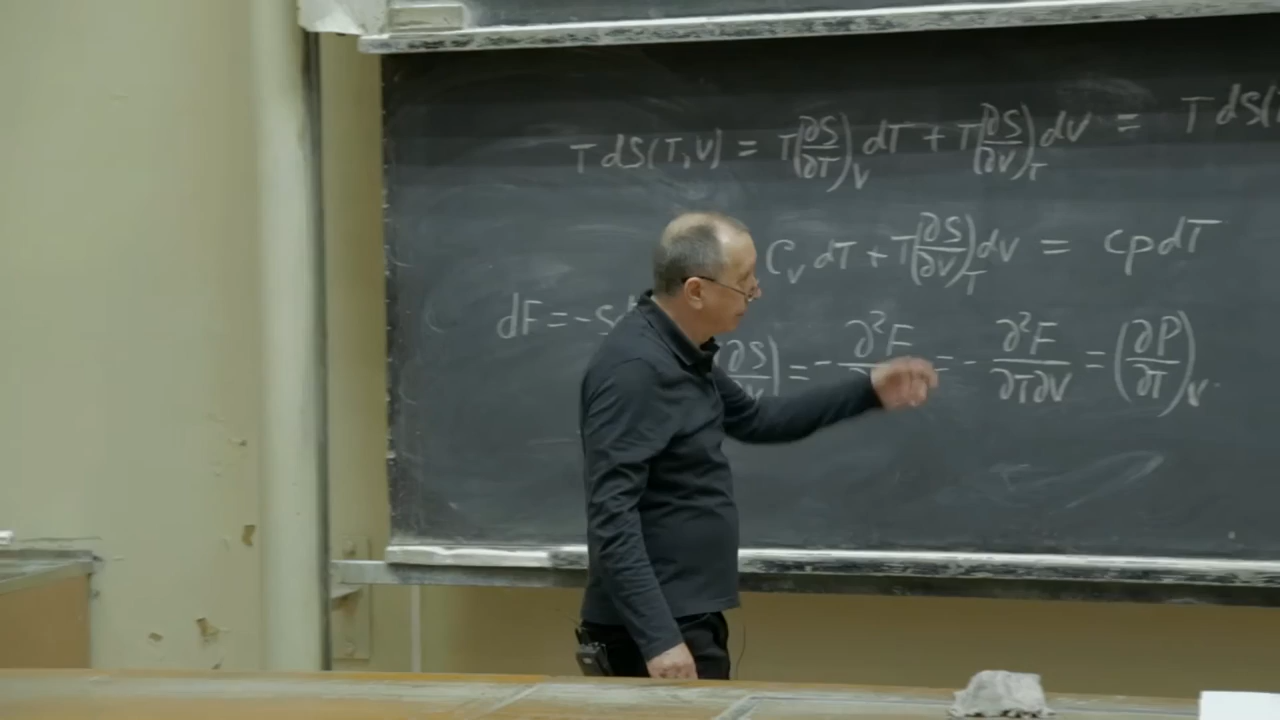 T dS(T,V) = T(∂S/∂T)_V dT + T(∂S/∂V)_T dV = T dS(
C_V dT + T(∂S/∂V)_T dV = cp dT
dF = -S
∂S = - ∂²F = - ∂²F/∂T∂V = (∂P/∂T)_V